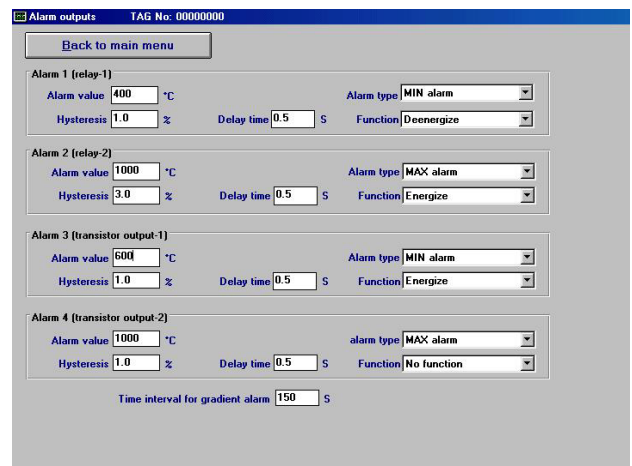 Alarm outputs TAG No: 00000000
Back to main menu
Alarm 1 (relay-1)
Alarm value 400 °C Alarm type MIN alarm
Hysteresis 1.0 % Delay time 0.5 S Function Deenergize
Alarm 2 (relay-2)
Alarm value 1000 °C Alarm type MAX alarm
Hysteresis 3.0 % Delay time 0.5 S Function Energize
Alarm 3 (transistor output-1)
Alarm value 600 °C Alarm type MIN alarm
Hysteresis 1.0 % Delay time 0.5 S Function Energize
Alarm 4 (transistor output-2)
Alarm value 1000 °C alarm type MAX alarm
Hysteresis 1.0 % Delay time 0.5 S Function No function
Time interval for gradient alarm 150 S